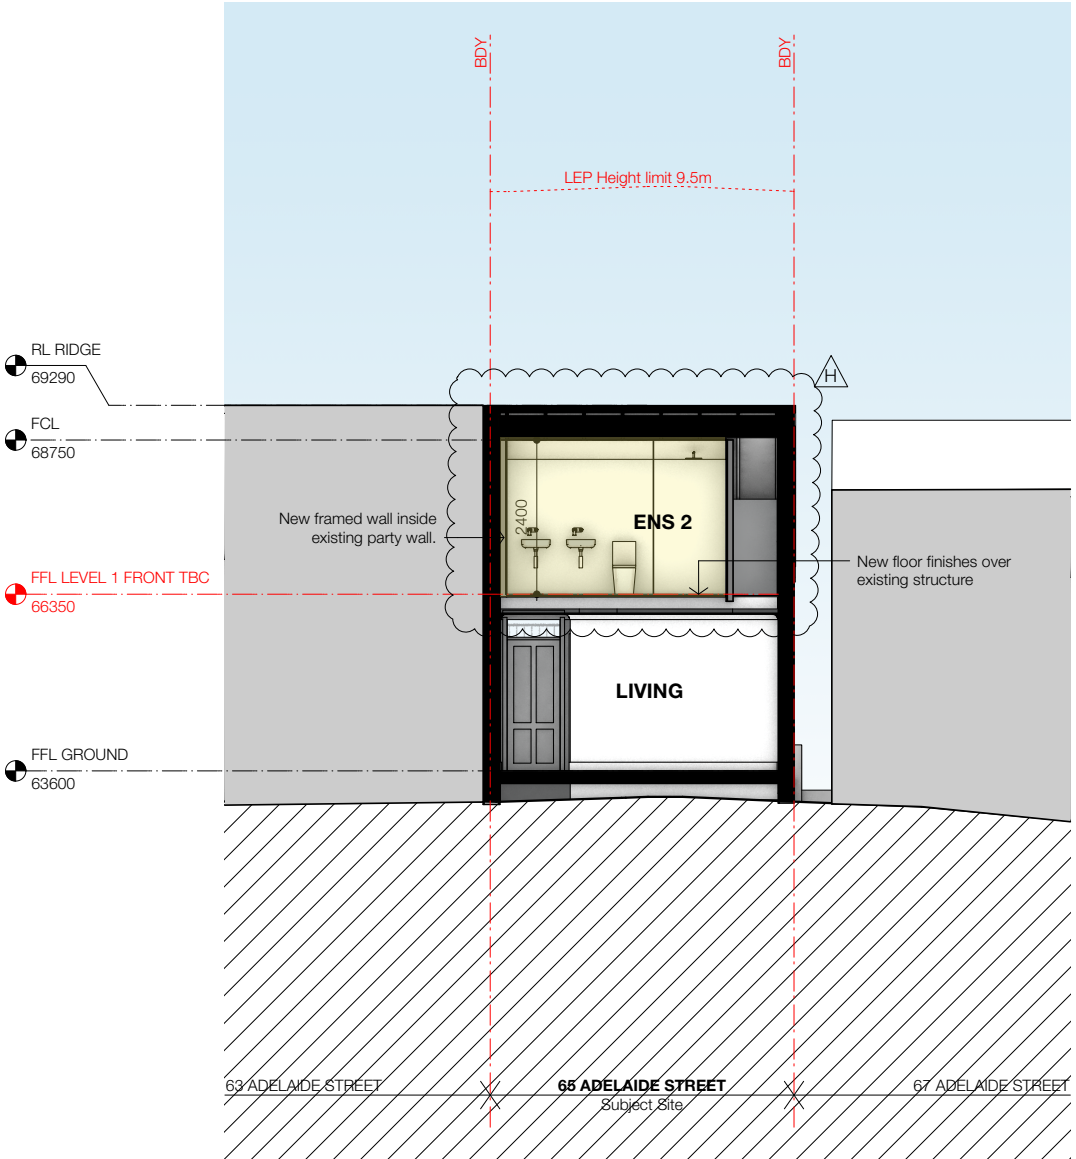 BDY
BDY
LEP Height limit 9.5m
RL RIDGE
69290
H
FCL
68750
2400
New framed wall inside
existing party wall.
ENS 2
New floor finishes over
existing structure
FFL LEVEL 1 FRONT TBC
66350
LIVING
FFL GROUND
63600
63 ADELAIDE STREET
65 ADELAIDE STREET
Subject Site
67 ADELAIDE STREET